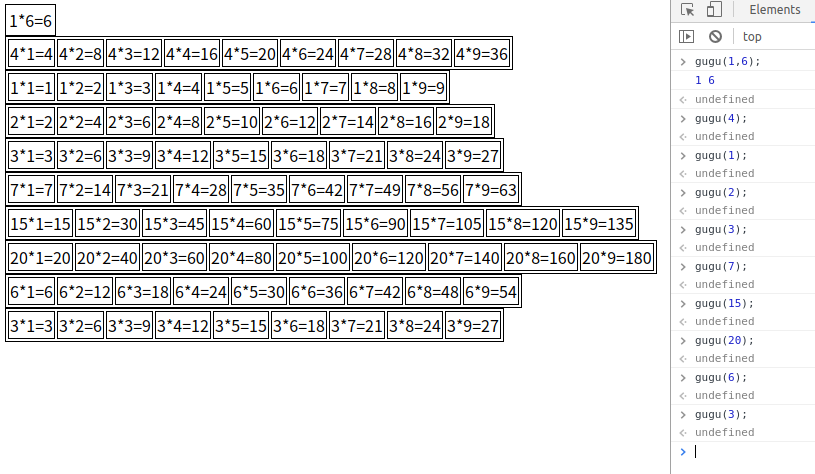 1*6=6
4*1=4 4*2=8 4*3=12 4*4=16 4*5=20 4*6=24 4*7=28 4*8=32 4*9=36
1*1=1 1*2=2 1*3=3 1*4=4 1*5=5 1*6=6 1*7=7 1*8=8 1*9=9
2*1=2 2*2=4 2*3=6 2*4=8 2*5=10 2*6=12 2*7=14 2*8=16 2*9=18
3*1=3 3*2=6 3*3=9 3*4=12 3*5=15 3*6=18 3*7=21 3*8=24 3*9=27
7*1=7 7*2=14 7*3=21 7*4=28 7*5=35 7*6=42 7*7=49 7*8=56 7*9=63
15*1=15 15*2=30 15*3=45 15*4=60 15*5=75 15*6=90 15*7=105 15*8=120 15*9=135
20*1=20 20*2=40 20*3=60 20*4=80 20*5=100 20*6=120 20*7=140 20*8=160 20*9=180
6*1=6 6*2=12 6*3=18 6*4=24 6*5=30 6*6=36 6*7=42 6*8=48 6*9=54
3*1=3 3*2=6 3*3=9 3*4=12 3*5=15 3*6=18 3*7=21 3*8=24 3*9=27
Elements
top
gugu(1,6);
1 6
undefined
gugu(4);
undefined
gugu(1);
undefined
gugu(2);
undefined
gugu(3);
undefined
gugu(7);
undefined
gugu(15);
undefined
gugu(20);
undefined
gugu(6);
undefined
gugu(3);
undefined